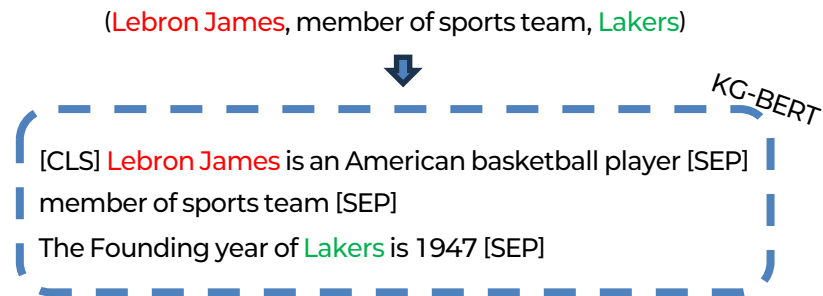 (Lebron James, member of sports team, Lakers)
KG-BERT
[CLS] Lebron James is an American basketball player [SEP]
member of sports team [SEP]
The Founding year of Lakers is 1947 [SEP]